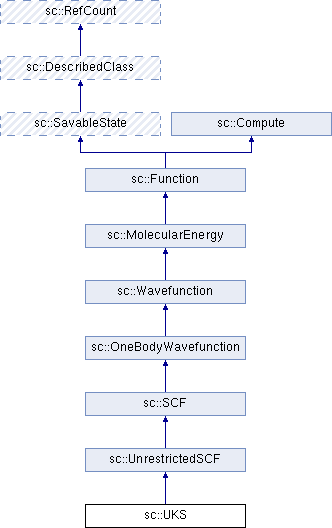 sc::RefCount
sc::DescribedClass
sc::SavableState sc::Compute
sc::Function
sc::MolecularEnergy
sc::Wavefunction
sc::OneBodyWavefunction
sc::SCF
sc::UnrestrictedSCF
sc::UKS